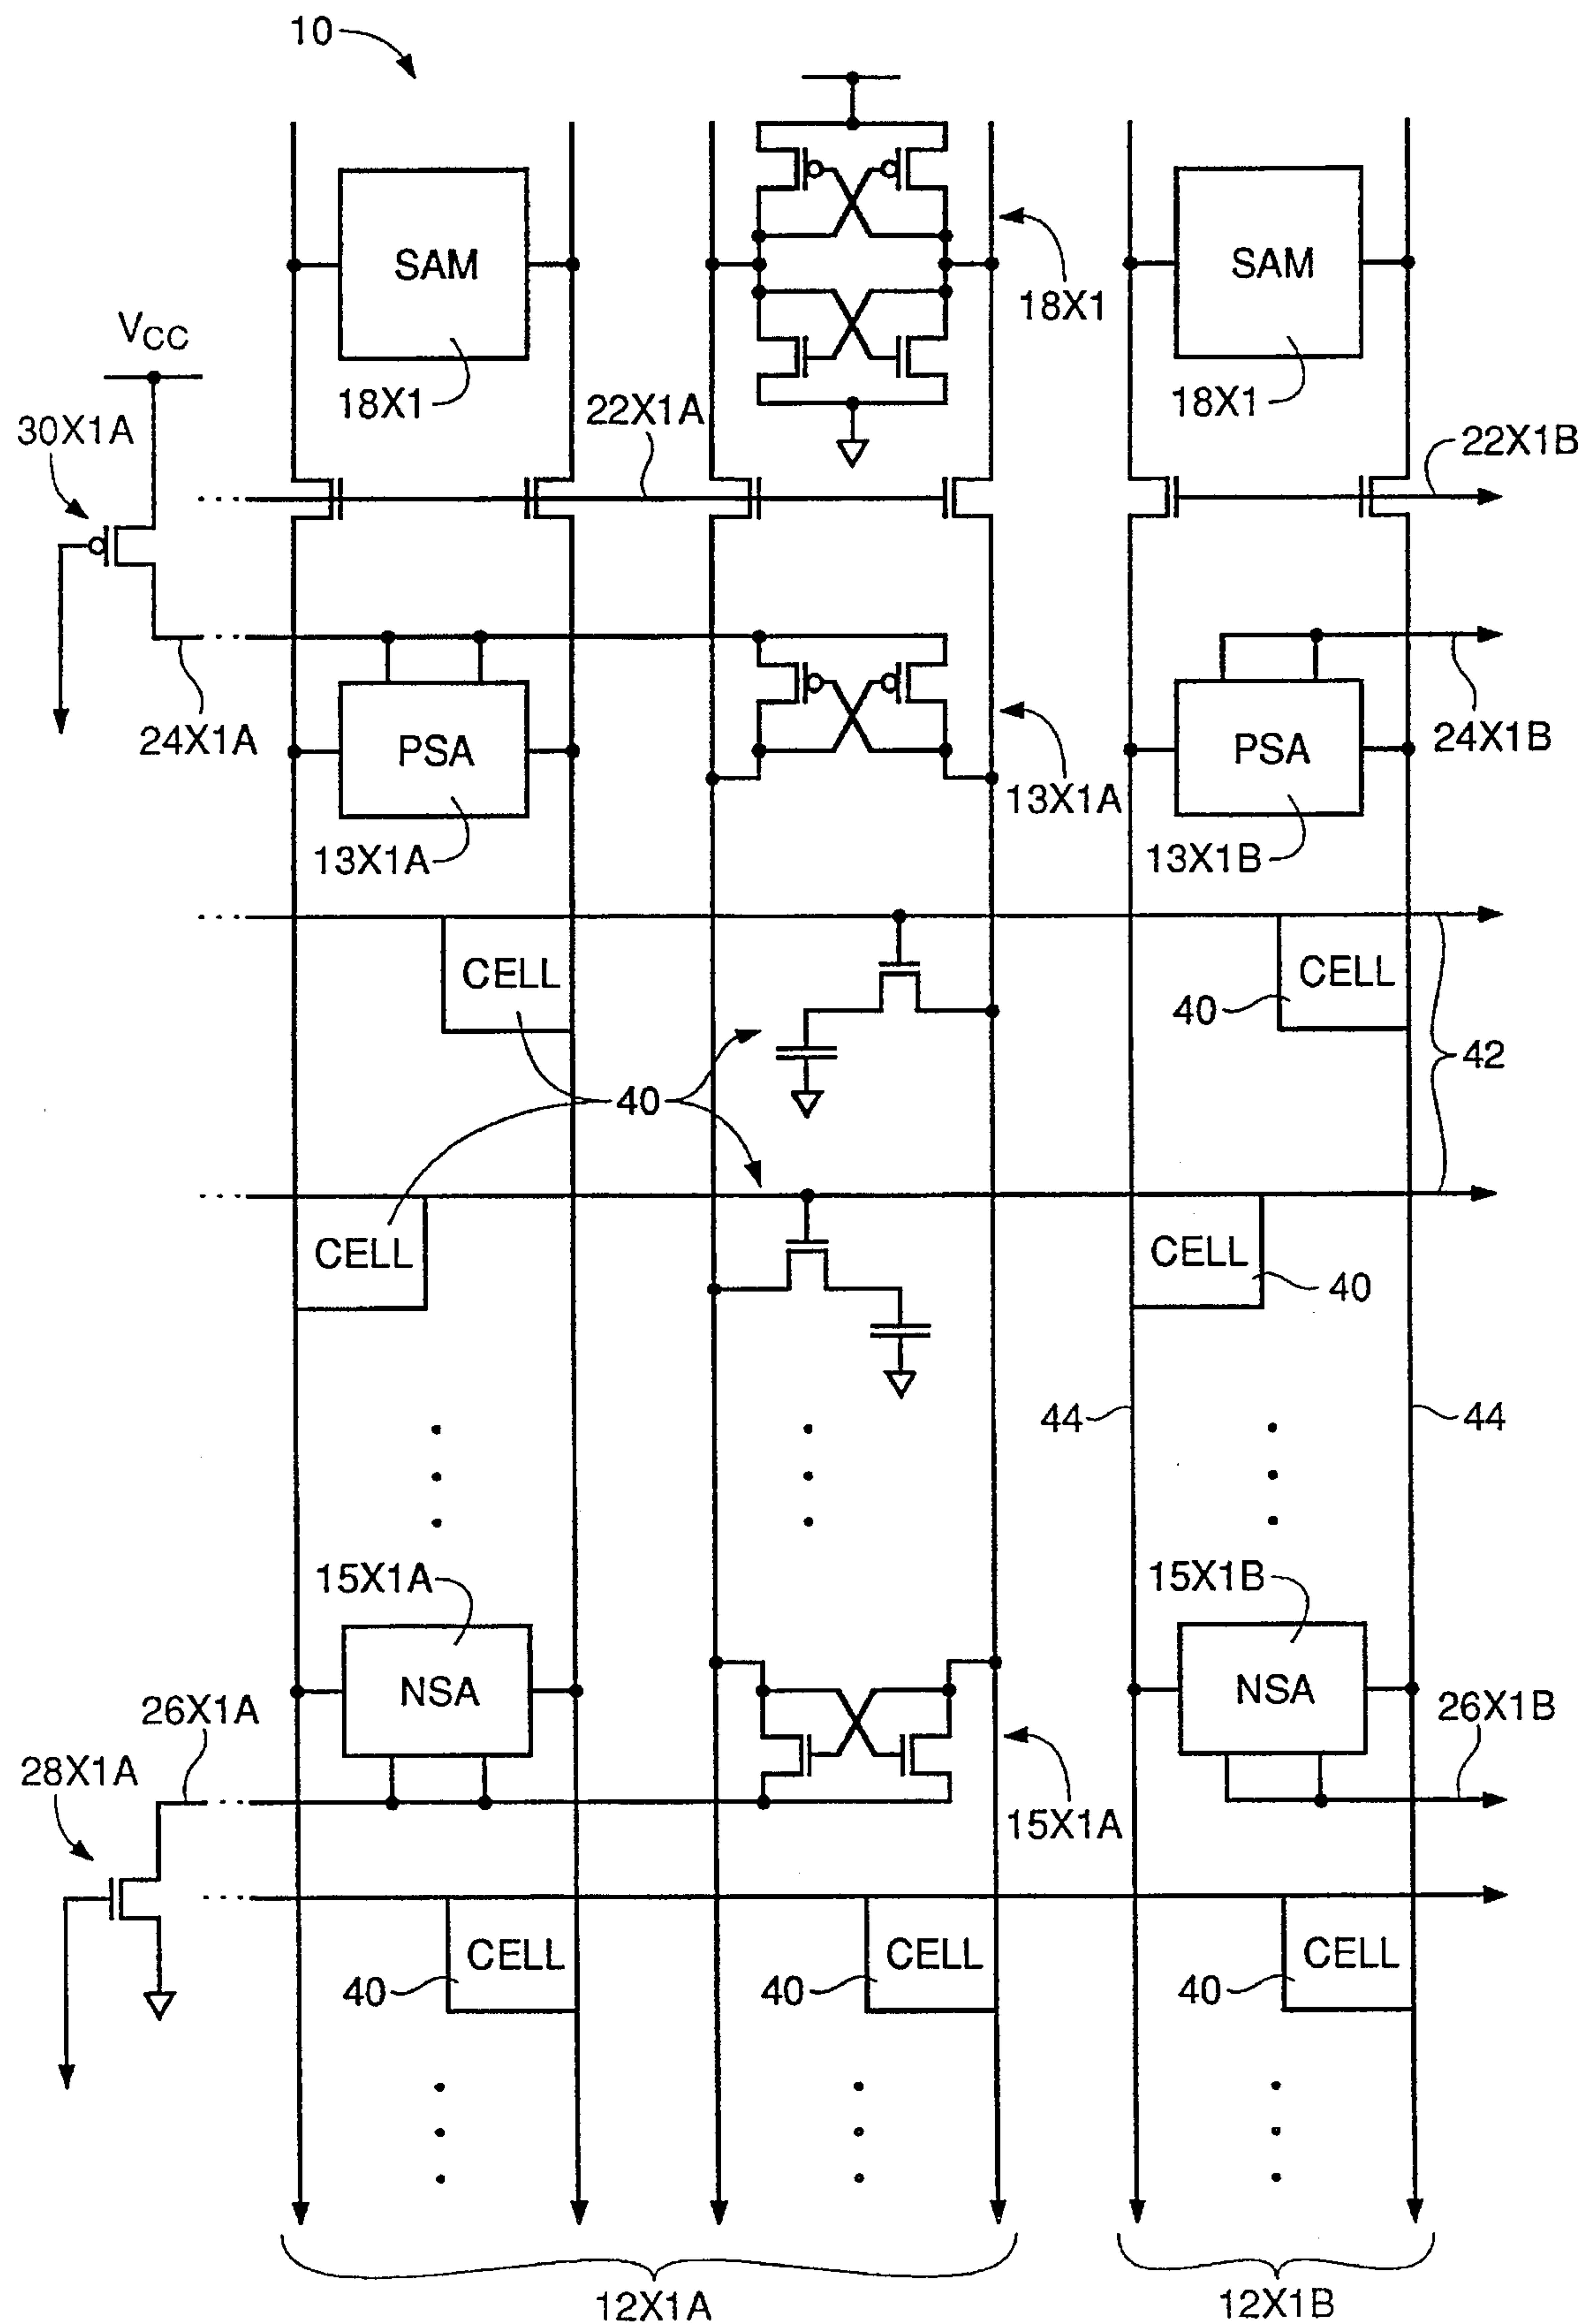 10
SAM
SAM
18X1
VCC
18X1
18X1
22X1A
30X1A
22X1B
24X1A
PSA
PSA
24X1B
13X1A
13X1A
13X1B
CELL
CELL
40
42
40
CELL
CELL
40
44
44
15X1A
15X1B
NSA
NSA
26X1A
26X1B
28X1A
15X1A
CELL
CELL
CELL
40
40
40
12X1A
12X1B